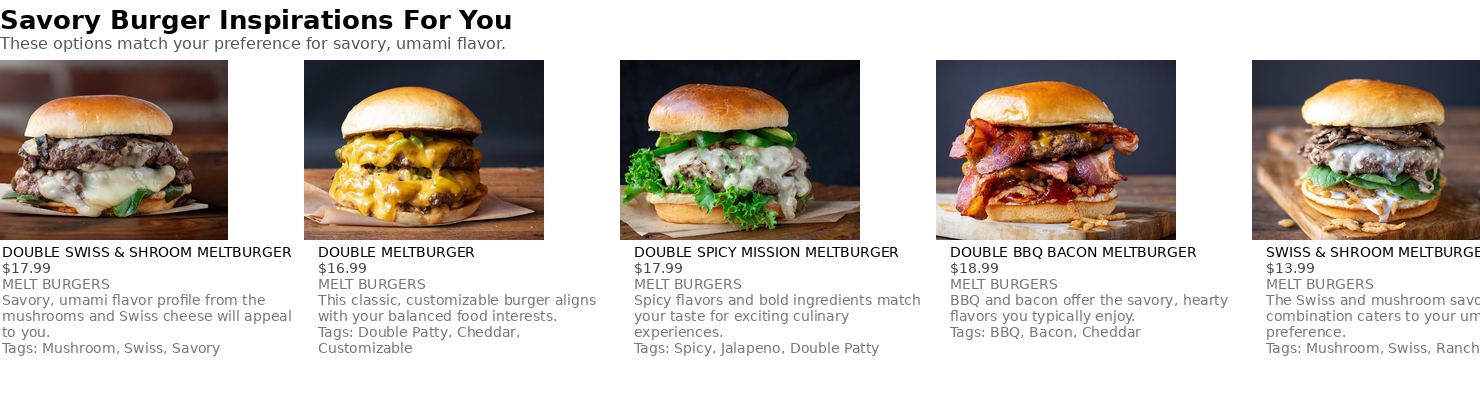 Savory Burger Inspirations For You
These options match your preference for savory, umami flavor.
DOUBLE SWISS & SHROOM MELTBURGER
$17.99
MELT BURGERS
Savory, umami flavor profile from the
mushrooms and Swiss cheese will appeal
to you.
Tags: Mushroom, Swiss, Savory
DOUBLE MELTBURGER
$16.99
MELT BURGERS
This classic, customizable burger aligns
with your balanced food interests.
Tags: Double Patty, Cheddar,
Customizable
DOUBLE SPICY MISSION MELTBURGER
$17.99
MELT BURGERS
Spicy flavors and bold ingredients match
your taste for exciting culinary
experiences.
Tags: Spicy, Jalapeno, Double Patty
DOUBLE BBQ BACON MELTBURGER
$18.99
MELT BURGERS
BBQ and bacon offer the savory, hearty
flavors you typically enjoy.
Tags: BBQ, Bacon, Cheddar
SWISS & SHROOM
$13.99
MELT BURGERS
The Swiss and mushroom
combination caters to your
preference.
Tags: Mushroom, Swiss, Ranch